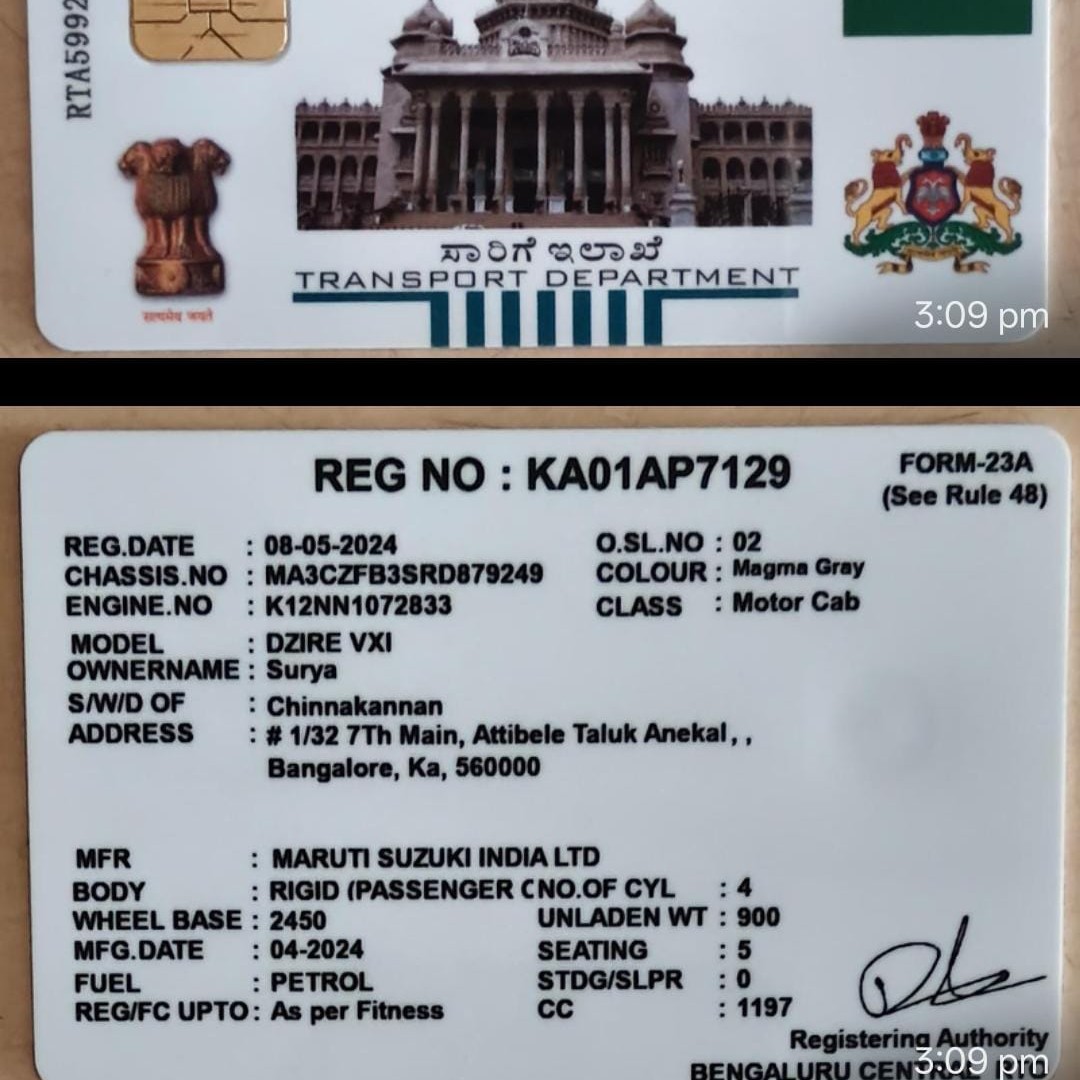 RTA5992
ಸಾರಿಗೆ ಇಲಾಖೆ
TRANSPORT DEPARTMENT
सत्यमेव जयते
3:09 pm
REG NO : KA01AP7129
FORM-23A
(See Rule 48)
REG.DATE : 08-05-2024 O.SL.NO : 02
CHASSIS.NO : MA3CZFB3SRD879249 COLOUR : Magma Gray
ENGINE.NO : K12NN1072833 CLASS : Motor Cab
MODEL : DZIRE VXI
OWNERNAME : Surya
S/W/D OF : Chinnakannan
ADDRESS : # 1/32 7Th Main, Attibele Taluk Anekal, ,
Bangalore, Ka, 560000
MFR : MARUTI SUZUKI INDIA LTD
BODY : RIGID (PASSENGER C NO.OF CYL : 4
WHEEL BASE : 2450 UNLADEN WT : 900
MFG.DATE : 04-2024 SEATING : 5
FUEL : PETROL STDG/SLPR : 0
REG/FC UPTO : As per Fitness CC : 1197
Registering Authority
BENGALURU CENTRAL RTO
3:09 pm